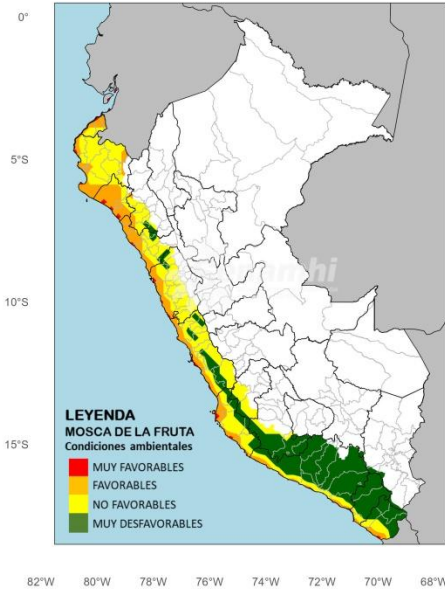 0°
5°S
10°S
15°S
LEYENDA
MOSCA DE LA FRUTA
Condiciones ambientales
MUY FAVORABLES
FAVORABLES
NO FAVORABLES
MUY DESFAVORABLES
82°W 80°W 78°W 76°W 74°W 72°W 70°W 68°W